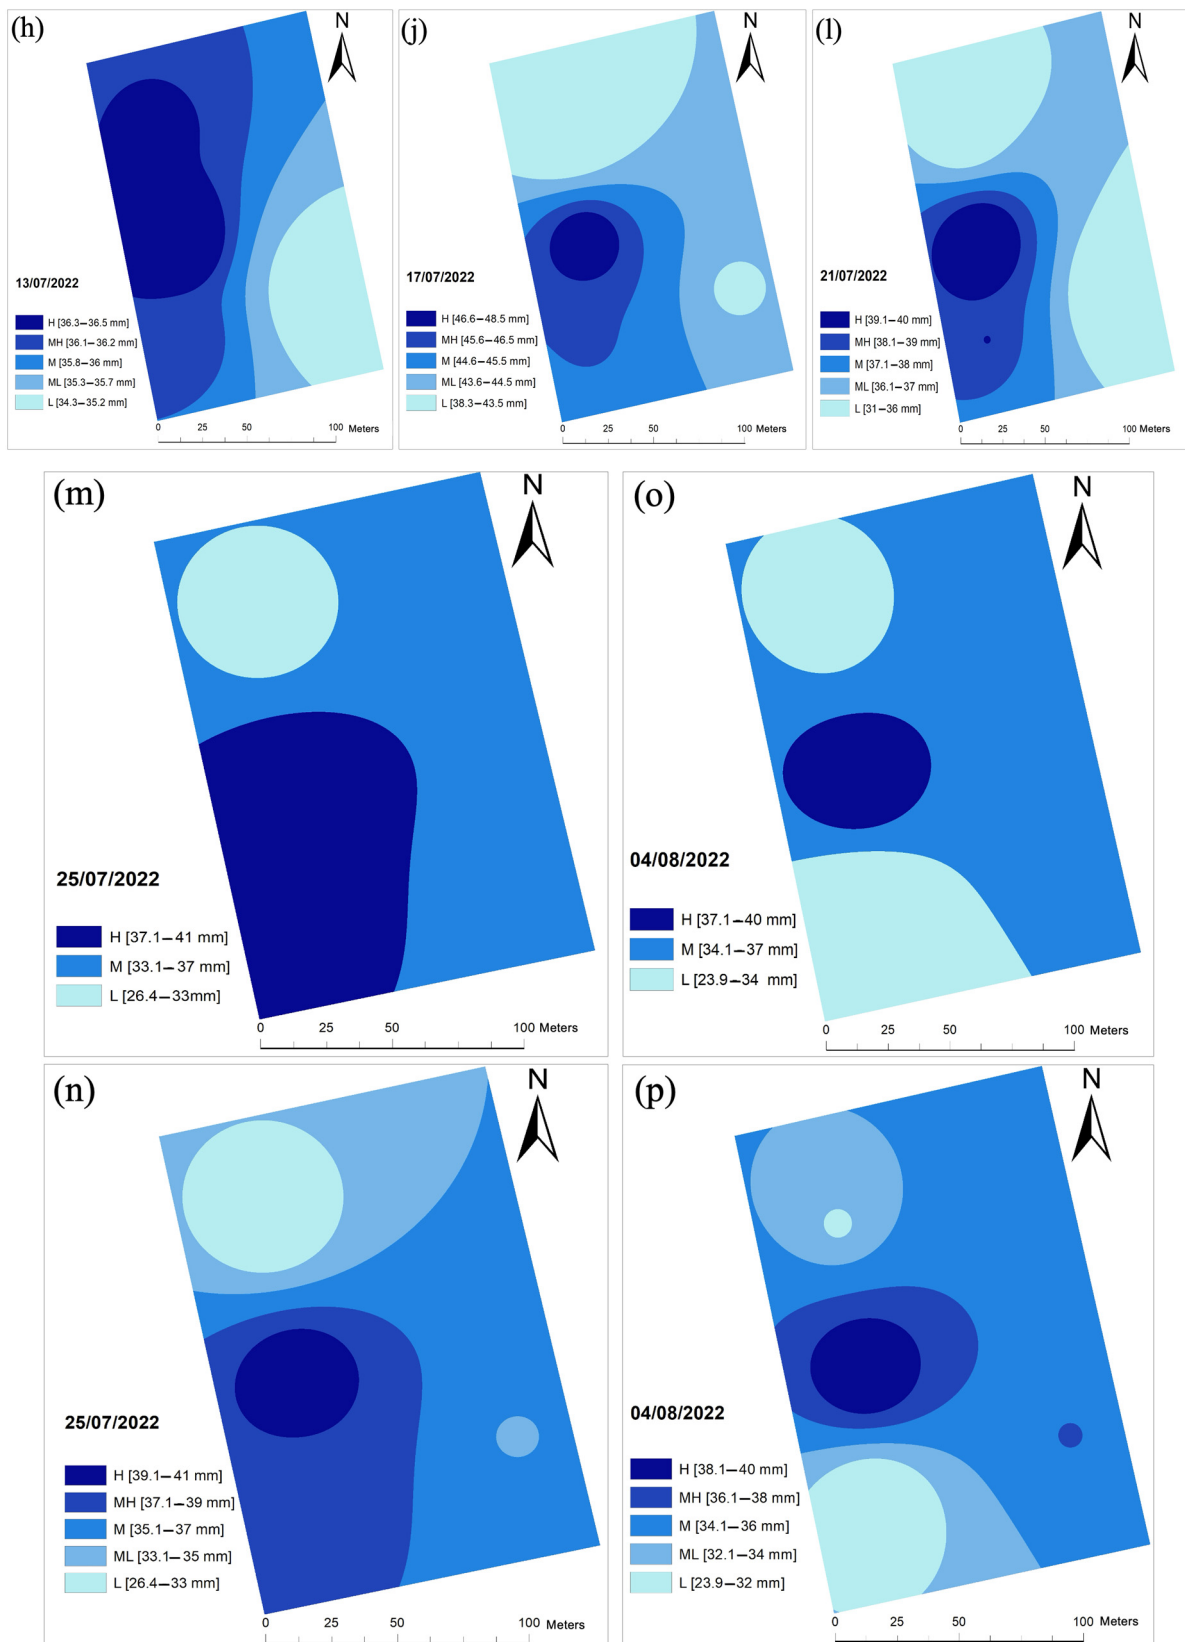 (h)
N
13/07/2022
H [36.3–36.5 mm]
MH [36.1–36.2 mm]
M [35.8–36 mm]
ML [35.3–35.7 mm]
L [34.3–35.2 mm]
0 25 50 100 Meters
(j)
N
17/07/2022
H [46.6–48.5 mm]
MH [45.6–46.5 mm]
M [44.6–45.5 mm]
ML [43.6–44.5 mm]
L [38.3–43.5 mm]
0 25 50 100 Meters
(l)
N
21/07/2022
H [39.1–40 mm]
MH [38.1–39 mm]
M [37.1–38 mm]
ML [36.1–37 mm]
L [31–36 mm]
0 25 50 100 Meters
(m)
N
25/07/2022
H [37.1–41 mm]
M [33.1–37 mm]
L [26.4–33mm]
0 25 50 100 Meters
(o)
N
04/08/2022
H [37.1–40 mm]
M [34.1–37 mm]
L [23.9–34 mm]
0 25 50 100 Meters
(n)
N
25/07/2022
H [39.1–41 mm]
MH [37.1–39 mm]
M [35.1–37 mm]
ML [33.1–35 mm]
L [26.4–33 mm]
0 25 50 100 Meters
(p)
N
04/08/2022
H [38.1–40 mm]
MH [36.1–38 mm]
M [34.1–36 mm]
ML [32.1–34 mm]
L [23.9–32 mm]
0 25 50 100 Meters